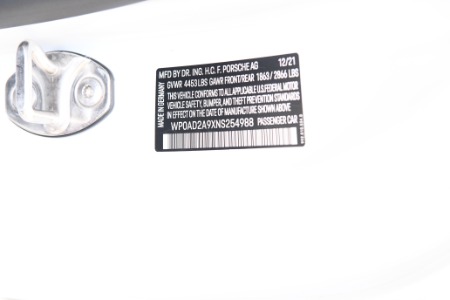 MFD BY DR. ING. H.C. F. PORSCHE AG 12/21
GVWR 4453 LBS GAWR FRONT/REAR 1863/2866 LBS
THIS VEHICLE CONFORMS TO ALL APPLICABLE U.S. FEDERAL MOTOR
VEHICLE SAFETY, BUMPER, AND THEFT PREVENTION STANDARDS
IN EFFECT ON THE DATE OF MANUFACTURE SHOWN ABOVE
WP0AD2A9XNS254988 PASSENGER CAR
MADE IN GERMANY